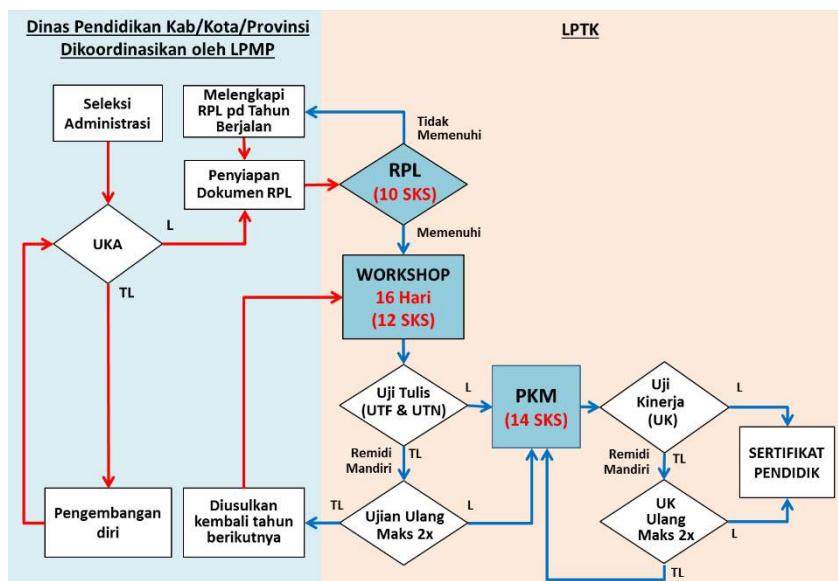 Dinas Pendidikan Kab/Kota/Provinsi
Dikoordinasikan oleh LPMP
LPTK
Seleksi
Administrasi
Melengkapi
RPL pd Tahun
Berjalan
Tidak
Memenuhi
Penyiapan
Dokumen RPL
RPL
(10 SKS)
UKA
L
Memenuhi
TL
WORKSHOP
16 Hari
(12 SKS)
Uji Tulis
(UTF & UTN)
L
PKM
(14 SKS)
Uji
Kinerja
(UK)
L
Remidi
Mandiri
TL
Remidi
Mandiri
TL
SERTIFIKAT
PENDIDIK
Pengembangan
diri
Diusulkan
kembali tahun
berikutnya
TL
Ujian Ulang
Maks 2x
L
UK
Ulang
Maks 2x
L
TL